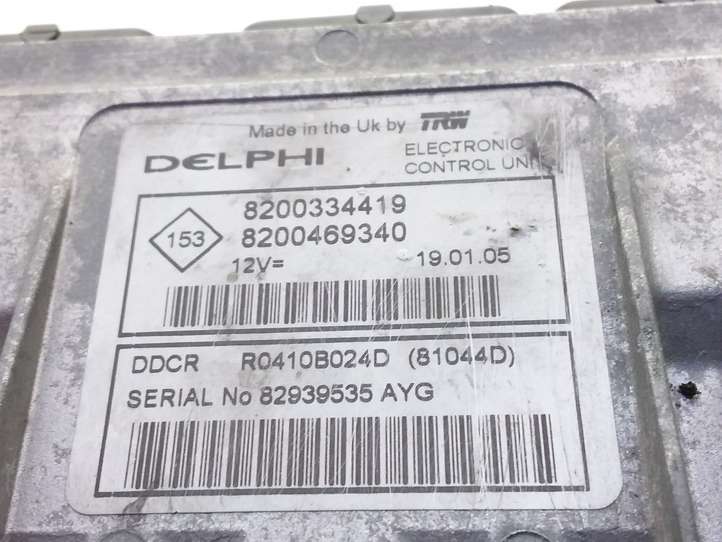 Made in the Uk by TRW
DELPHI
ELECTRONIC
CONTROL UNIT
153
8200334419
8200469340
12V= 19.01.05
DDCR R0410B024D (81044D)
SERIAL No 82939535 AYG